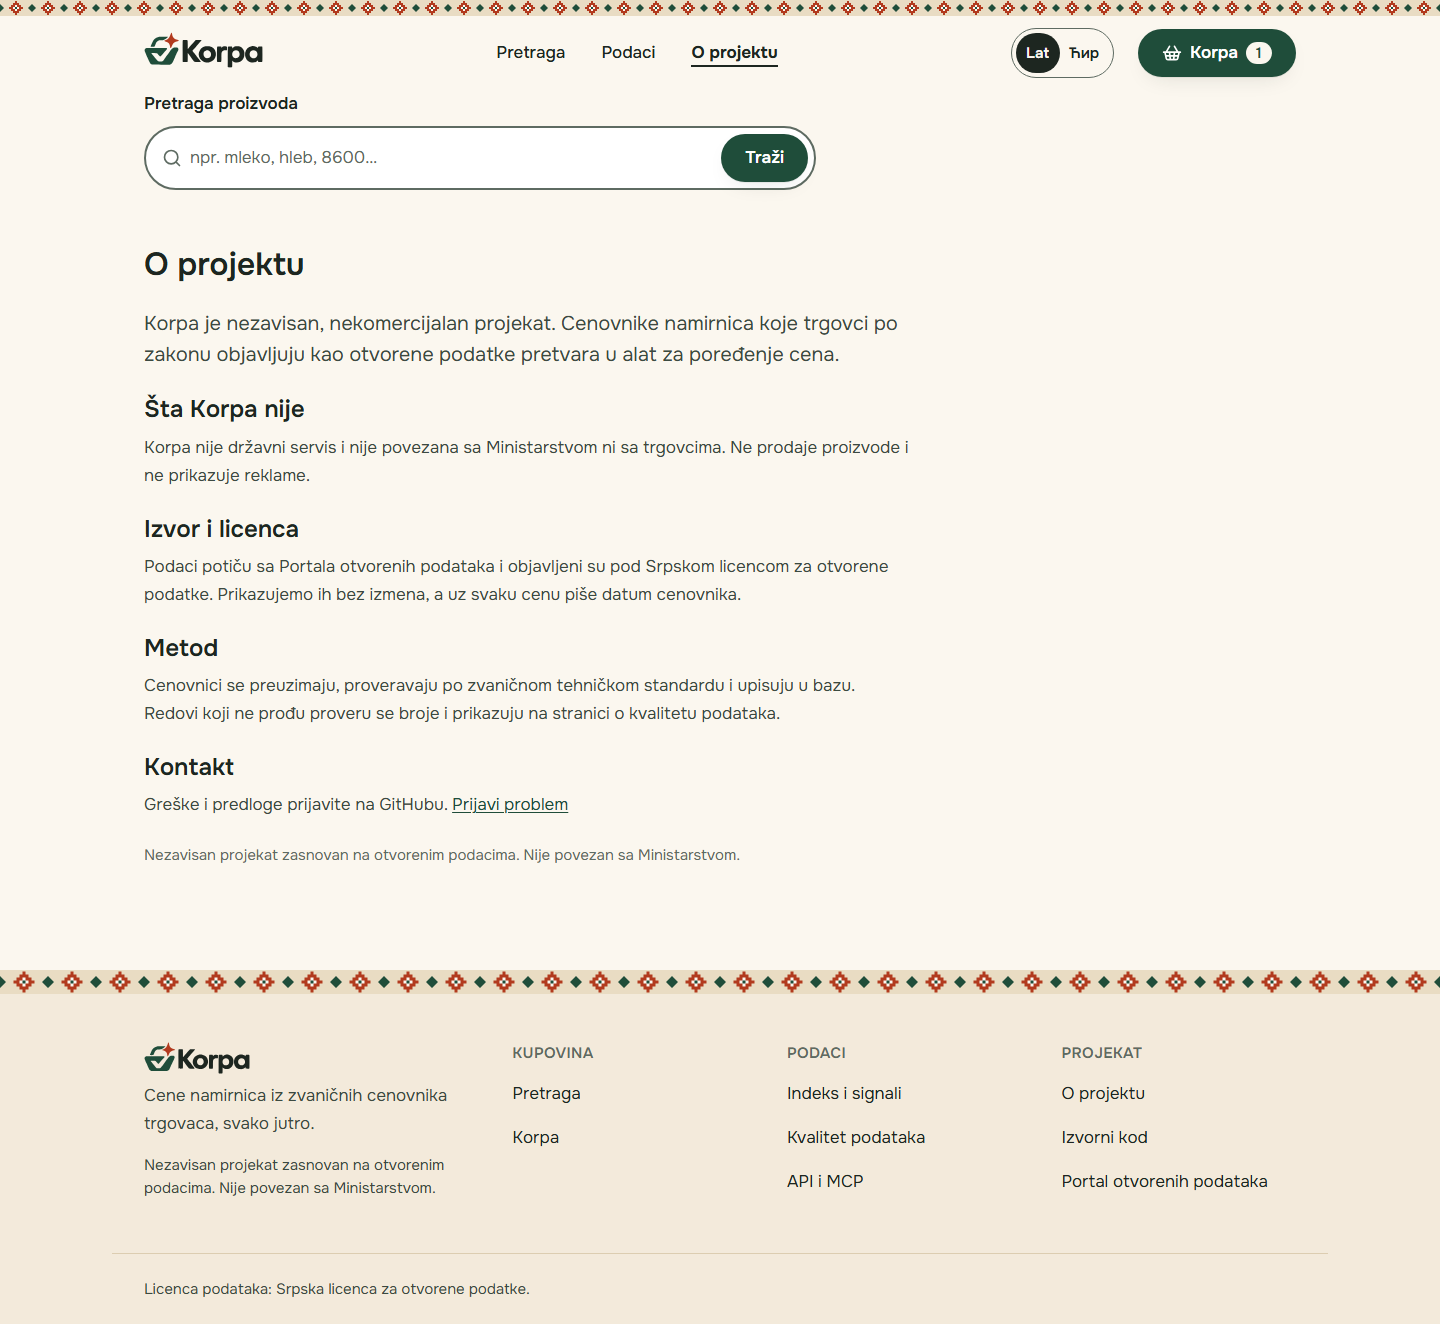 Korpa
Pretraga
Podaci
O projektu
Lat
Ћир
Korpa 1
Pretraga proizvoda
npr. mleko, hleb, 8600...
Traži
O projektu
Korpa je nezavisan, nekomercijalan projekat. Cenovnike namirnica koje trgovci po
zakonu objavljuju kao otvorene podatke pretvara u alat za poređenje cena.
Šta Korpa nije
Korpa nije državni servis i nije povezana sa Ministarstvom ni sa trgovcima. Ne prodaje proizvode i
ne prikazuje reklame.
Izvor i licenca
Podaci potiču sa Portala otvorenih podataka i objavljeni su pod Srpskom licencom za otvorene
podatke. Prikazujemo ih bez izmena, a uz svaku cenu piše datum cenovnika.
Metod
Cenovnici se preuzimaju, proveravaju po zvaničnom tehničkom standardu i upisuju u bazu.
Redovi koji ne prođu proveru se broje i prikazuju na stranici o kvalitetu podataka.
Kontakt
Greške i predloge prijavite na GitHubu. Prijavi problem
Nezavisan projekat zasnovan na otvorenim podacima. Nije povezan sa Ministarstvom.
Korpa
Cene namirnica iz zvaničnih cenovnika
trgovaca, svako jutro.
Nezavisan projekat zasnovan na otvorenim
podacima. Nije povezan sa Ministarstvom.
KUPOVINA
Pretraga
Korpa
PODACI
Indeks i signali
Kvalitet podataka
API i MCP
PROJEKAT
O projektu
Izvorni kod
Portal otvorenih podataka
Licenca podataka: Srpska licenca za otvorene podatke.